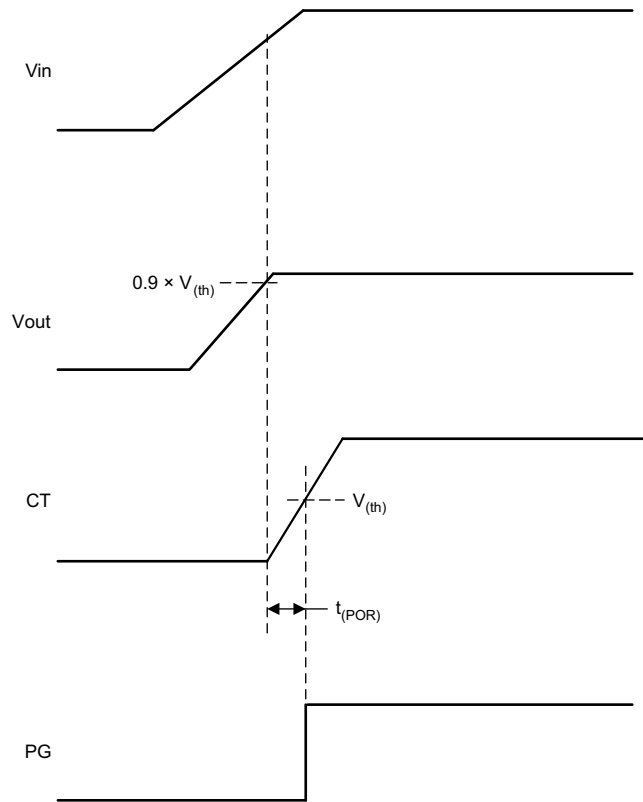 Vin
0.9 × V(th)
Vout
CT
V(th)
t(POR)
PG